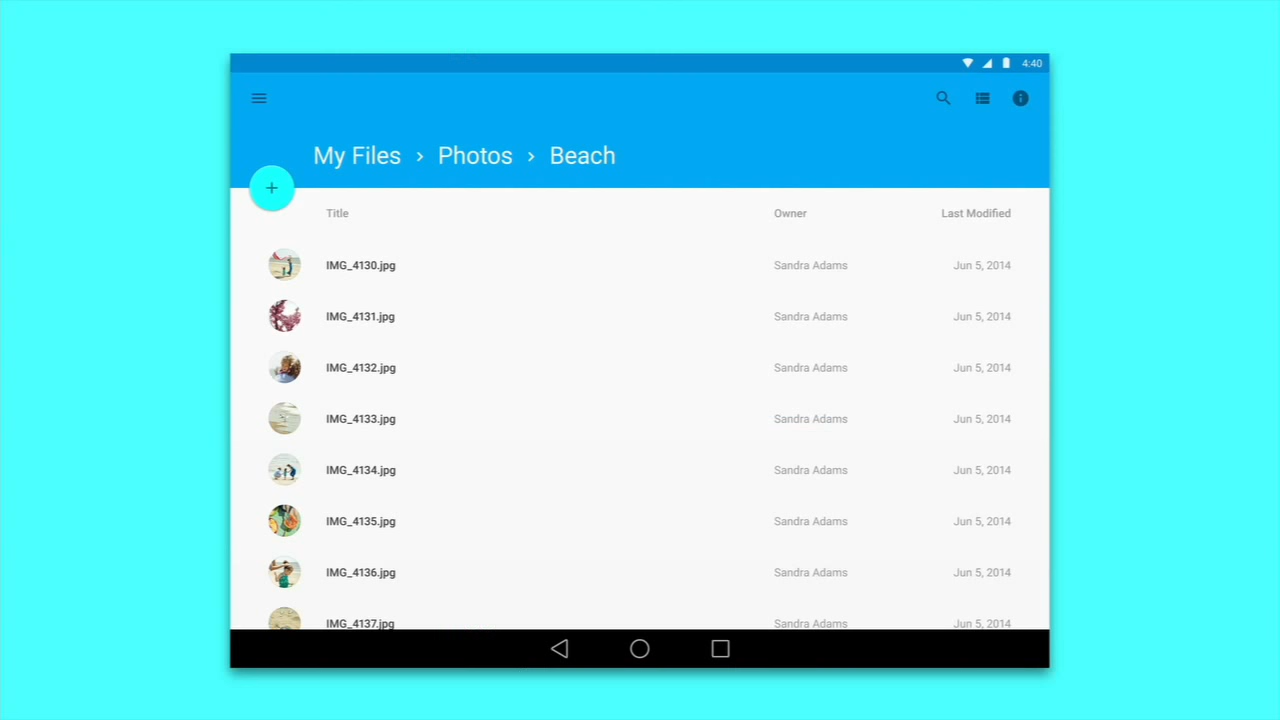 4:40
My Files > Photos > Beach
Title Owner Last Modified
IMG_4130.jpg Sandra Adams Jun 5, 2014
IMG_4131.jpg Sandra Adams Jun 5, 2014
IMG_4132.jpg Sandra Adams Jun 5, 2014
IMG_4133.jpg Sandra Adams Jun 5, 2014
IMG_4134.jpg Sandra Adams Jun 5, 2014
IMG_4135.jpg Sandra Adams Jun 5, 2014
IMG_4136.jpg Sandra Adams Jun 5, 2014
IMG_4137.jpg Sandra Adams Jun 5, 2014